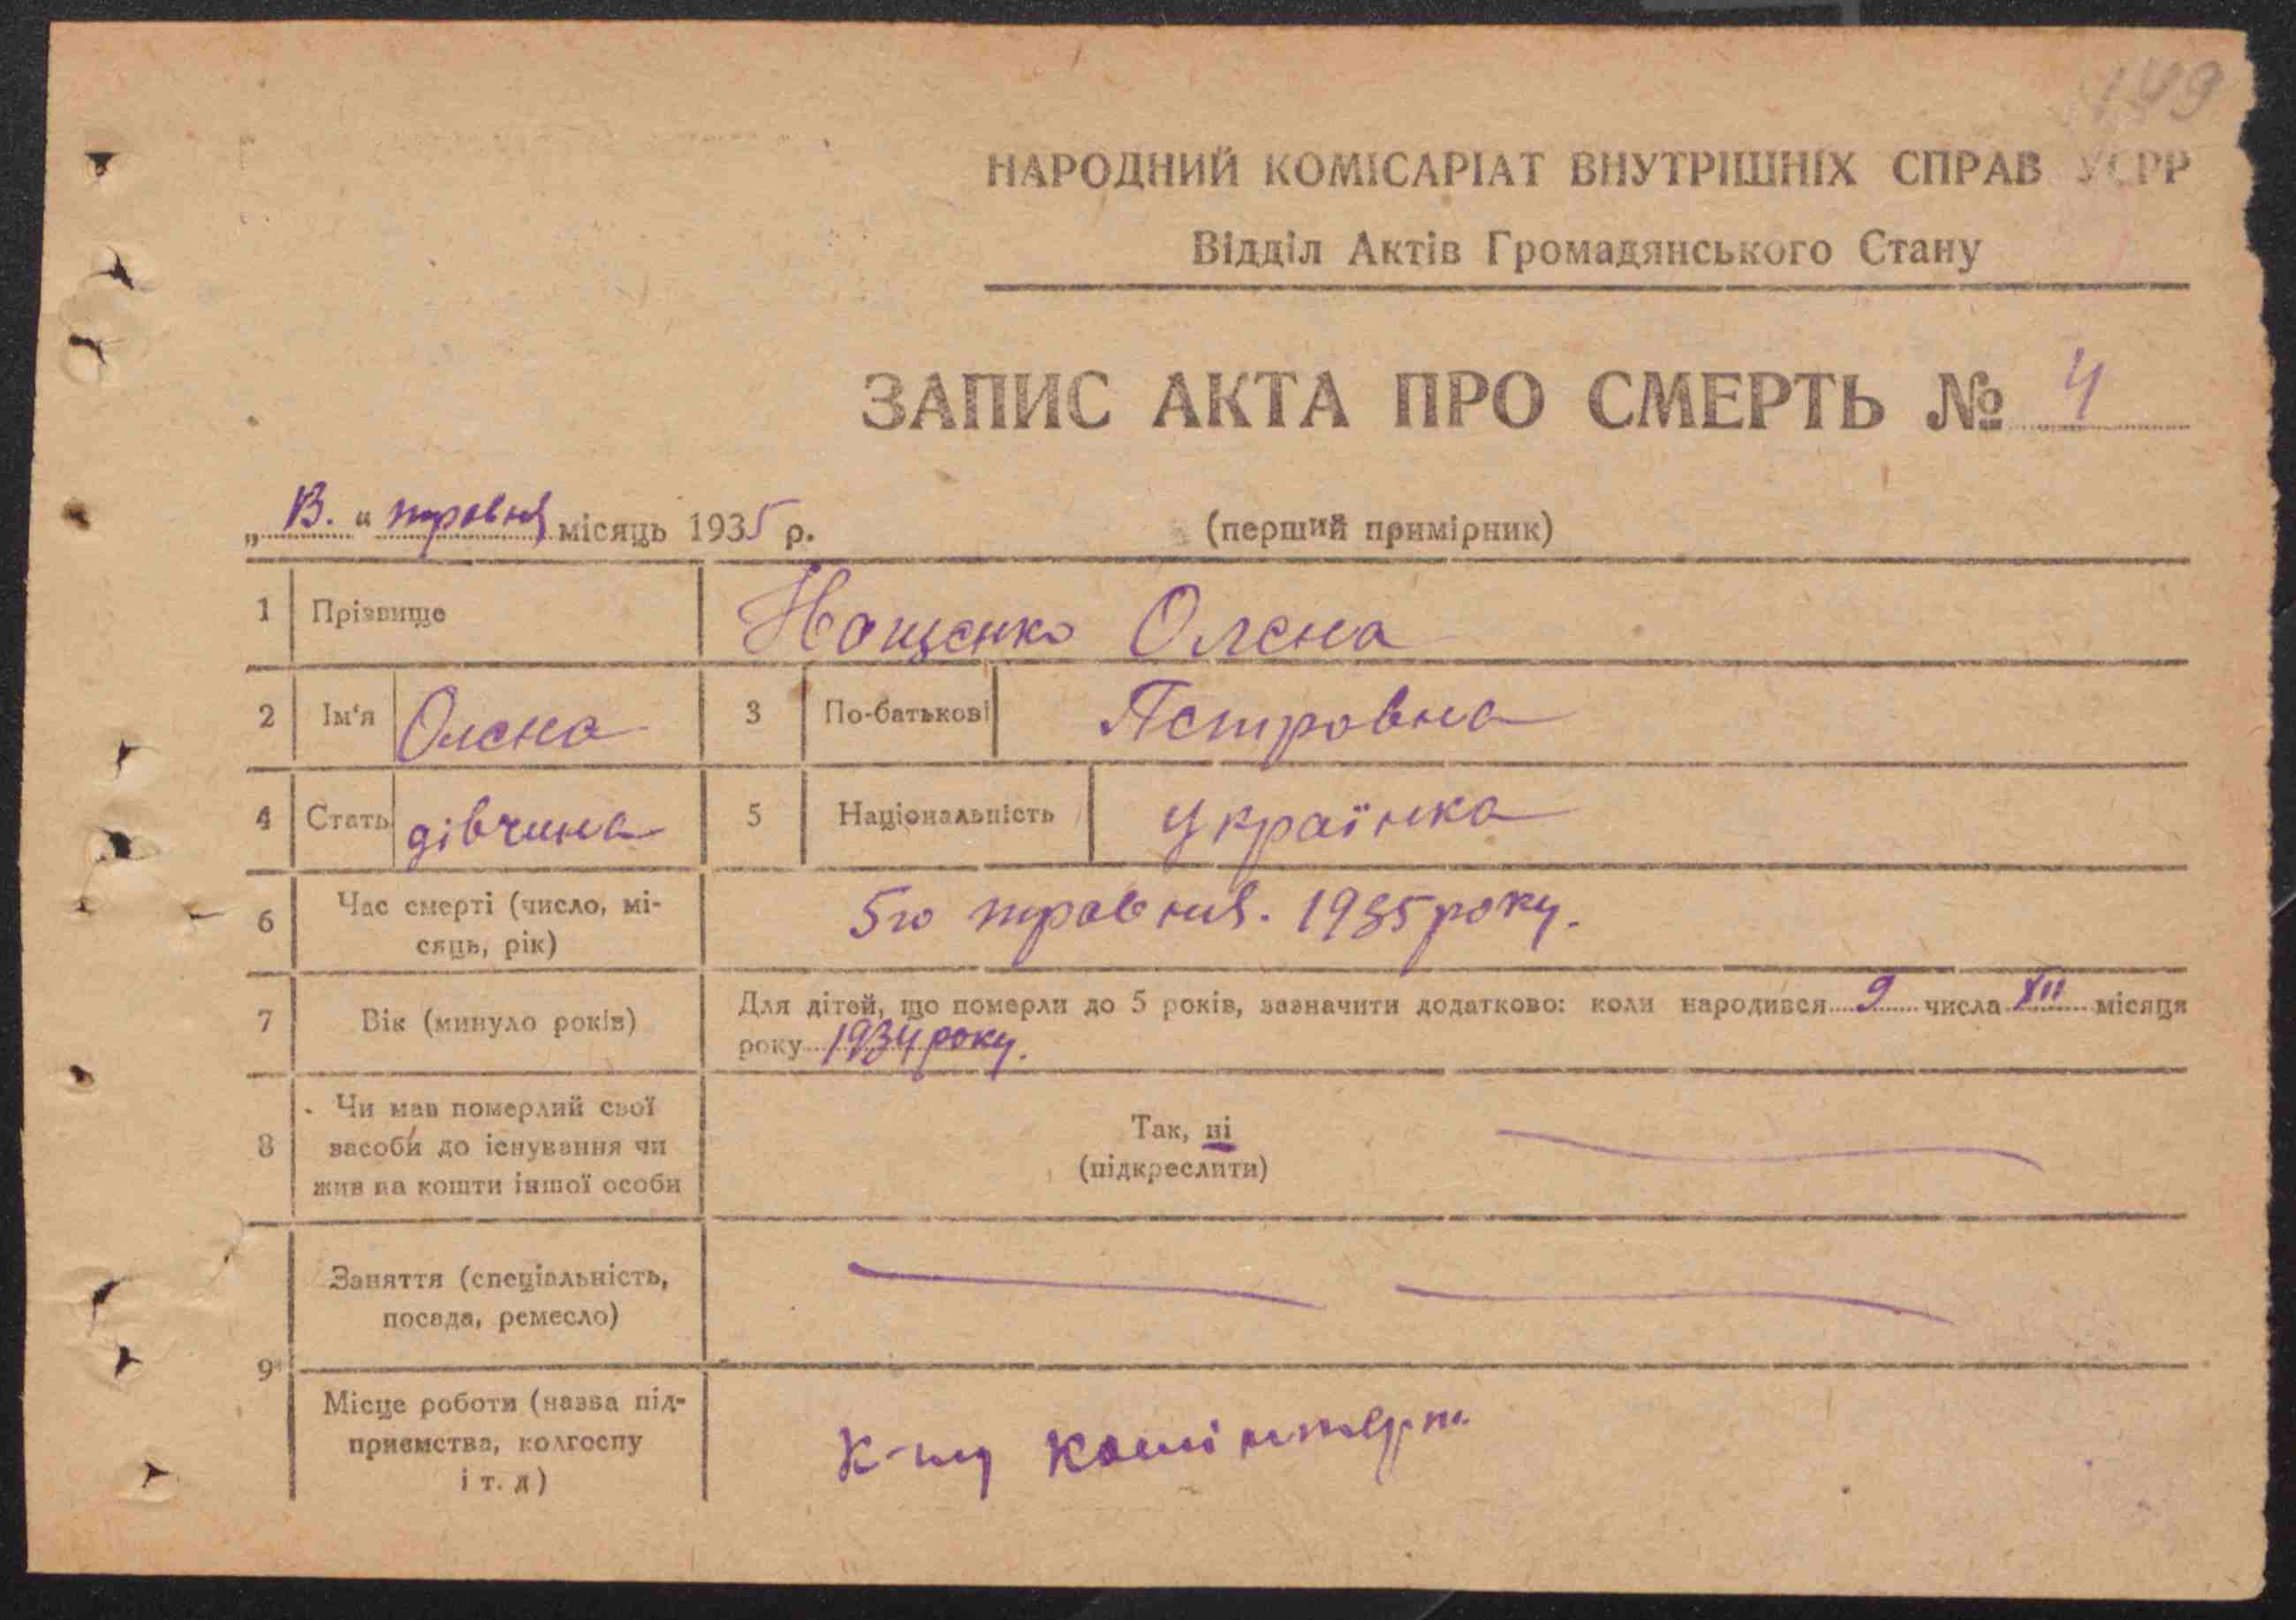 149
НАРОДНИЙ КОМІСАРІАТ ВНУТРІШНІХ СПРАВ УСРР
Відділ Актів Громадянського Стану
ЗАПИС АКТА ПРО СМЕРТЬ № 4
„13." травня місяць 1935 р. (перший примірник)
1 Прізвище Нощенко Олена
2 Ім'я Олена 3 По-батькові Петровна
4 Стать дівчина 5 Національність українка
6 Час смерті (число, мі-
сяць, рік) 5го травня. 1935 року.
7 Вік (минуло років) Для дітей, що померли до 5 років, зазначити додатково: коли народився 9 числа XII місяця
року 1934 року.
8 Чи мав померлий свої
засоби до існування чи
жив на кошти іншої особи
Так, ні
(підкреслити)
9 Заняття (спеціальність,
посада, ремесло)
Місце роботи (назва під-
приємства, колгоспу
і т. д)